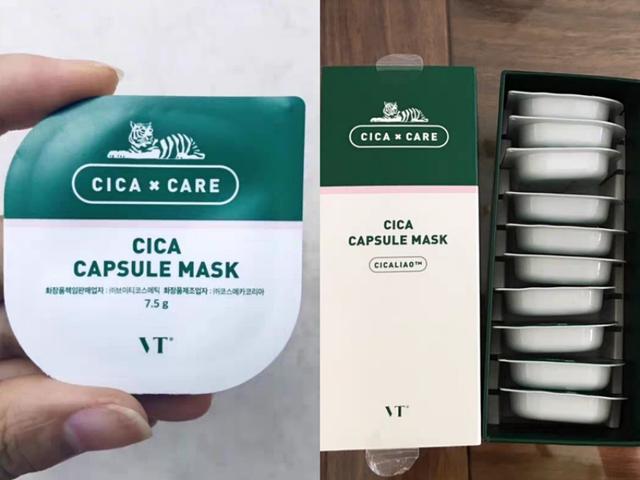 CICA × CARE
CICA
CAPSULE MASK
화장품책임판매업자 : ㈜브이티코스메틱 화장품제조업자 : ㈜코스메카코리아
7.5 g
VT®
CICA × CARE
CICA
CAPSULE MASK
CICALIAO™
VT®